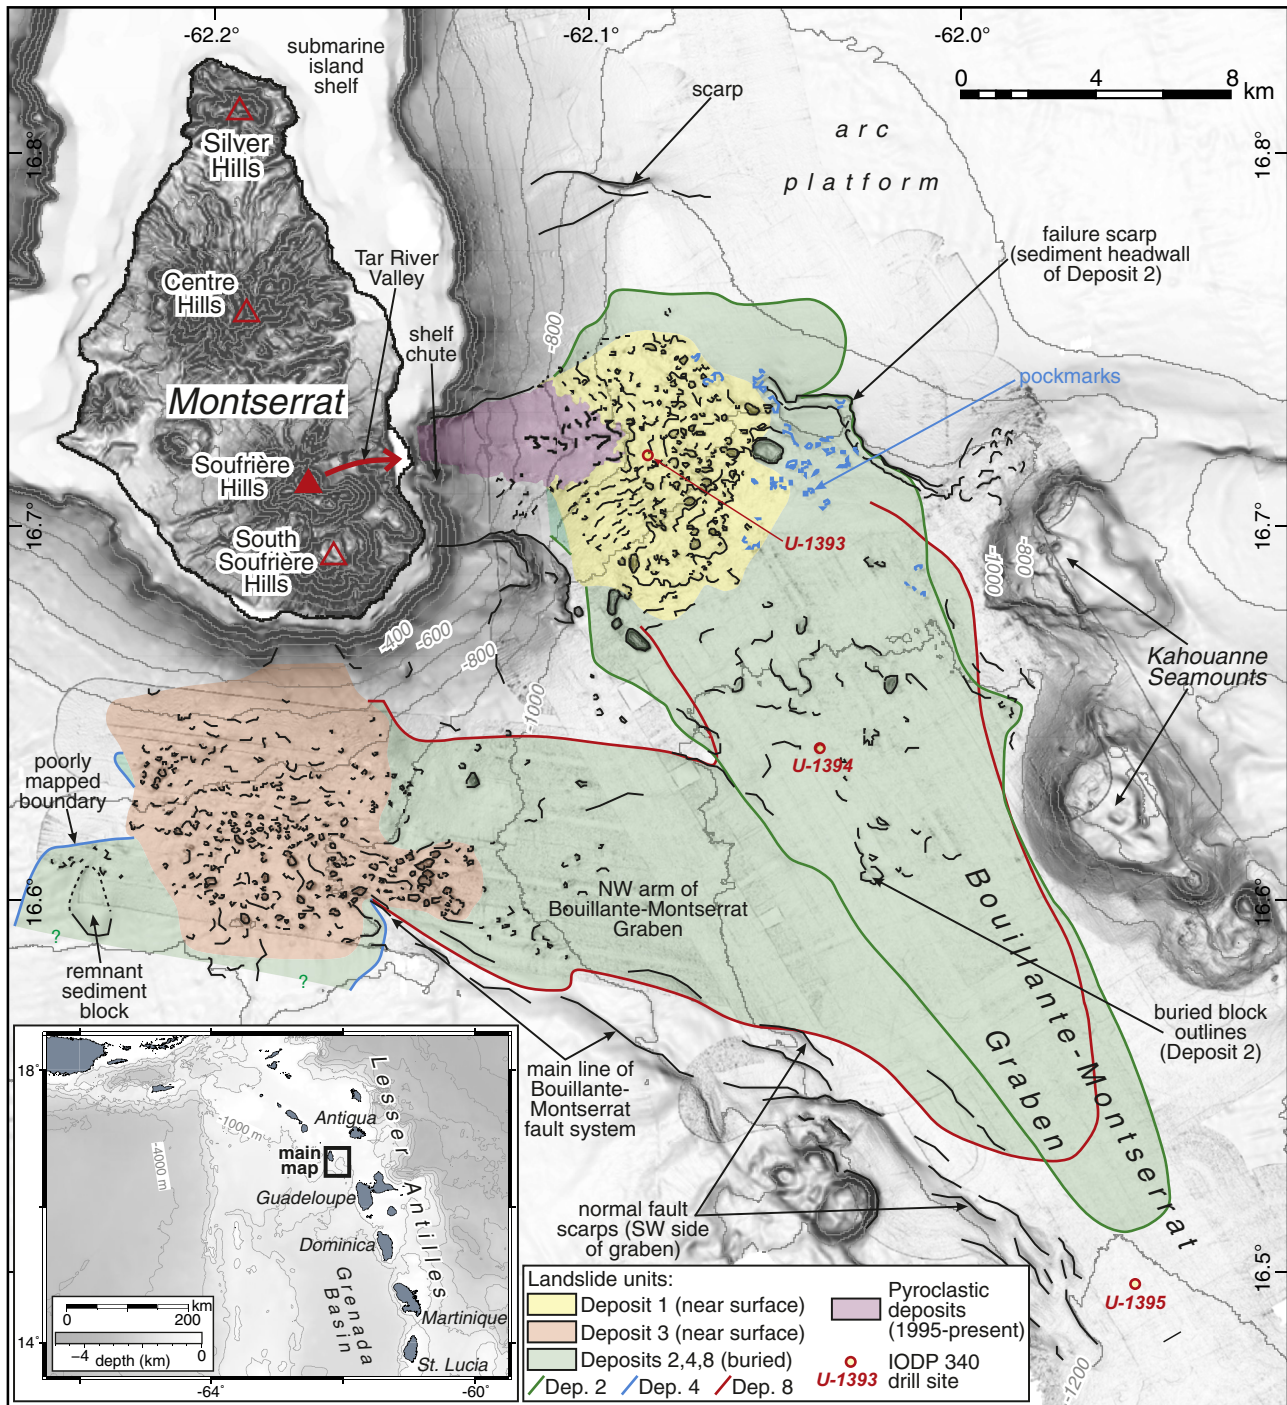 -62.2°
-62.1°
-62.0°
submarine
island
shelf
0 4 8
km
scarp
arc
platform
16.8°
16.8°
Silver
Hills
failure scarp
(sediment headwall
of Deposit 2)
Tar River
Valley
Centre
Hills
shelf
chute
-800
pockmarks
Montserrat
Soufrière
Hills
16.7°
16.7°
U-1393
South
Soufrière
Hills
-1000
-800
-400
-600
-800
-1000
Kahouanne
Seamounts
U-1394
poorly
mapped
boundary
16.6°
16.6°
NW arm of
Bouillante-Montserrat
Graben
Bouillante-Montserrat
Graben
?
?
remnant
sediment
block
buried block
outlines
(Deposit 2)
main line of
Bouillante-
Montserrat
fault system
normal fault
scarps (SW side
of graben)
16.5°
U-1395
-1200
18°
14°
-64°
-60°
Lesser
Antilles
-1000 m
-4000 m
Antigua
main
map
Guadeloupe
Dominica
Grenada
Basin
Martinique
St. Lucia
km
0 200
-4 depth (km) 0
Landslide units:
Deposit 1 (near surface)
Deposit 3 (near surface)
Deposits 2,4,8 (buried)
Dep. 2 Dep. 4 Dep. 8
Pyroclastic
deposits
(1995-present)
IODP 340
drill site
U-1393